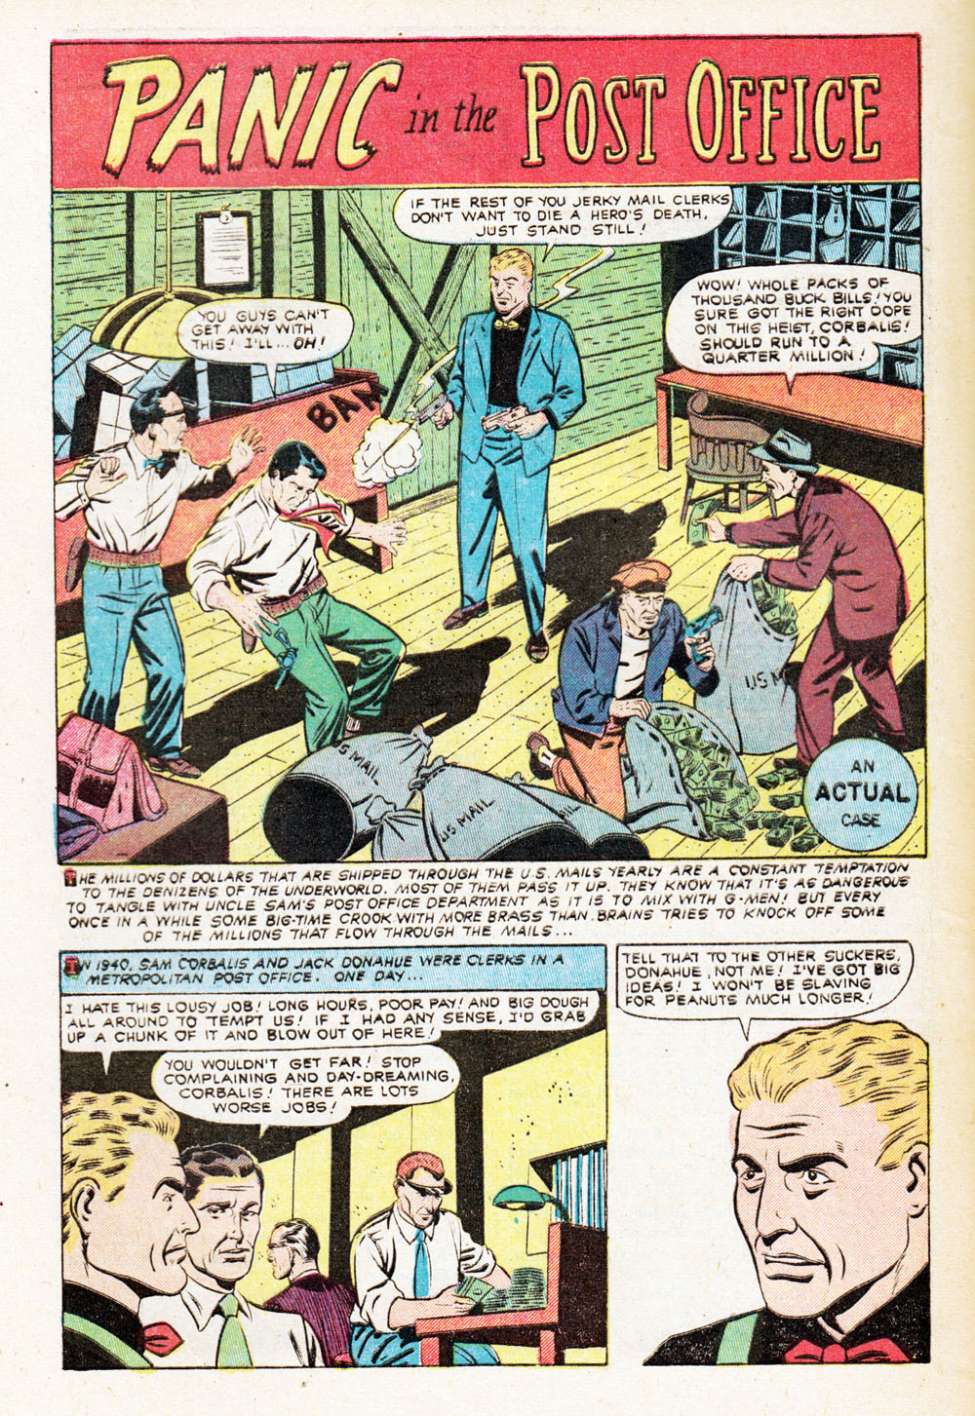 PANIC in the POST OFFICE
IF THE REST OF YOU JERKY MAIL CLERKS
DON'T WANT TO DIE A HERO'S DEATH,
JUST STAND STILL!
YOU GUYS CAN'T
GET AWAY WITH
THIS! I'LL...OH!
BAM
WOW! WHOLE PACKS OF
THOUSAND BUCK BILLS! YOU
SURE GOT THE RIGHT DOPE
ON THIS HEIST, CORBALIS!
SHOULD RUN TO A
QUARTER MILLION!
US M
U.S MAIL
U.S MAIL
AN
ACTUAL
CASE
THE MILLIONS OF DOLLARS THAT ARE SHIPPED THROUGH THE U.S. MAILS YEARLY ARE A CONSTANT TEMPTATION
TO THE DENIZENS OF THE UNDERWORLD. MOST OF THEM PASS IT UP. THEY KNOW THAT IT'S AS DANGEROUS
TO TANGLE WITH UNCLE SAM'S POST OFFICE DEPARTMENT AS IT IS TO MIX WITH G-MEN! BUT EVERY
ONCE IN A WHILE SOME BIG-TIME CROOK WITH MORE BRASS THAN BRAINS TRIES TO KNOCK OFF SOME
OF THE MILLIONS THAT FLOW THROUGH THE MAILS...
IN 1940, SAM CORBALIS AND JACK DONAHUE WERE CLERKS IN A
METROPOLITAN POST OFFICE. ONE DAY...
I HATE THIS LOUSY JOB! LONG HOURS, POOR PAY! AND BIG DOUGH
ALL AROUND TO TEMPT US! IF I HAD ANY SENSE, I'D GRAB
UP A CHUNK OF IT AND BLOW OUT OF HERE!
YOU WOULDN'T GET FAR! STOP
COMPLAINING AND DAY-DREAMING,
CORBALIS! THERE ARE LOTS
WORSE JOBS!
TELL THAT TO THE OTHER SUCKERS,
DONAHUE, NOT ME! I'VE GOT BIG
IDEAS! I WON'T BE SLAVING
FOR PEANUTS MUCH LONGER!